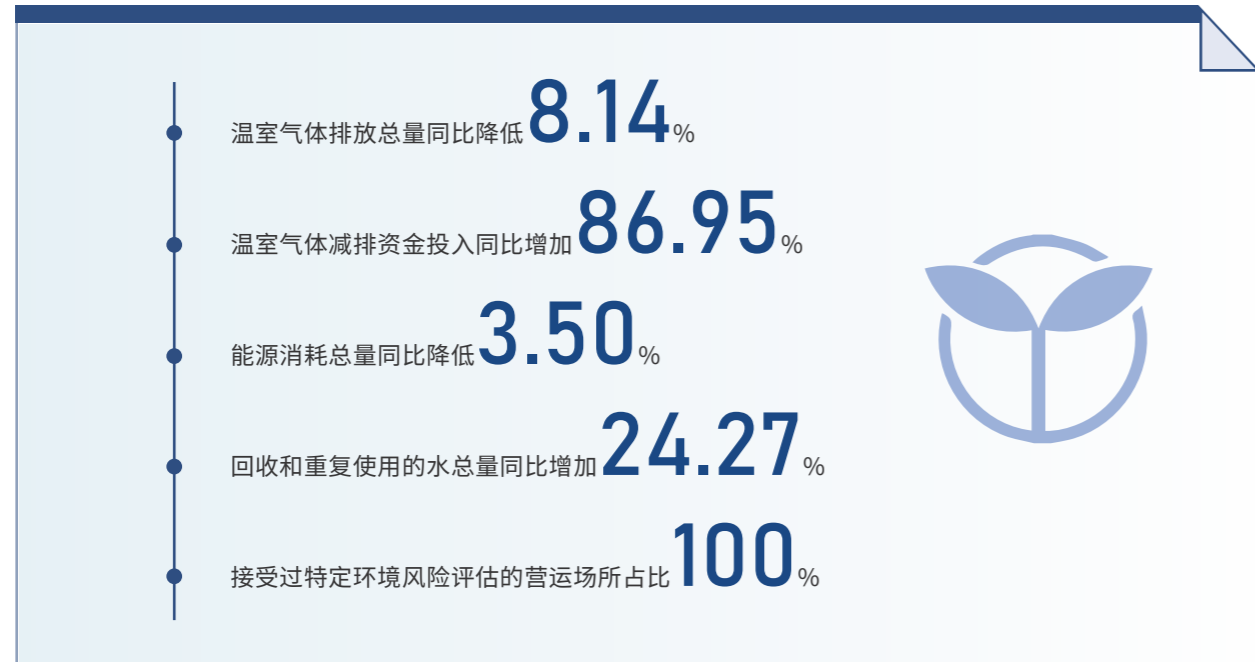 温室气体排放总量同比降低8.14%
温室气体减排资金投入同比增加86.95%
能源消耗总量同比降低3.50%
回收和重复使用的水总量同比增加24.27%
接受过特定环境风险评估的营运场所占比100%